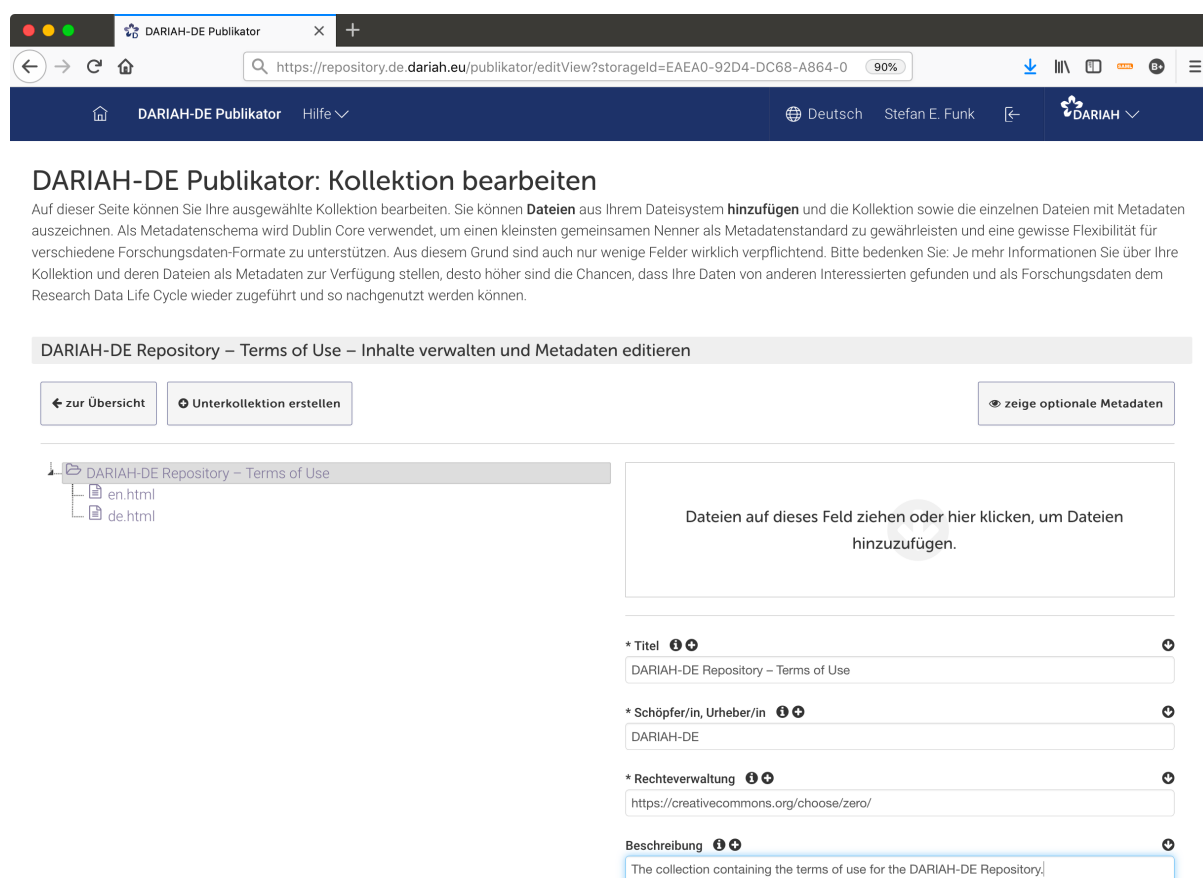 DARIAH-DE Publikator
https://repository.de.dariah.eu/publikator/editView?storageId=EAEA0-92D4-DC68-A864-0 90%
DARIAH-DE Publikator Hilfe Deutsch Stefan E. Funk DARIAH
DARIAH-DE Publikator: Kollektion bearbeiten
Auf dieser Seite können Sie Ihre ausgewählte Kollektion bearbeiten. Sie können Dateien aus Ihrem Dateisystem hinzufügen und die Kollektion sowie die einzelnen Dateien mit Metadaten
auszeichnen. Als Metadatenschema wird Dublin Core verwendet, um einen kleinsten gemeinsamen Nenner als Metadatenstandard zu gewährleisten und eine gewisse Flexibilität für
verschiedene Forschungsdaten-Formate zu unterstützen. Aus diesem Grund sind auch nur wenige Felder wirklich verpflichtend. Bitte bedenken Sie: Je mehr Informationen Sie über Ihre
Kollektion und deren Dateien als Metadaten zur Verfügung stellen, desto höher sind die Chancen, dass Ihre Daten von anderen Interessierten gefunden und als Forschungsdaten dem
Research Data Life Cycle wieder zugeführt und so nachgenutzt werden können.
DARIAH-DE Repository – Terms of Use – Inhalte verwalten und Metadaten editieren
zur Übersicht Unterkollektion erstellen zeige optionale Metadaten
DARIAH-DE Repository – Terms of Use
en.html
de.html
Dateien auf dieses Feld ziehen oder hier klicken, um Dateien
hinzuzufügen.
* Titel
DARIAH-DE Repository – Terms of Use
* Schöpfer/in, Urheber/in
DARIAH-DE
* Rechteverwaltung
https://creativecommons.org/choose/zero/
Beschreibung
The collection containing the terms of use for the DARIAH-DE Repository.